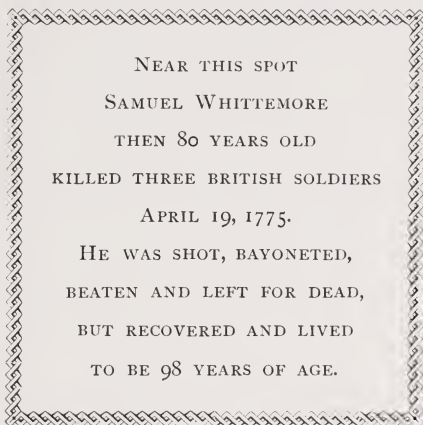 Near this spot
Samuel Whittemore
then 80 years old
killed three British soldiers
April 19, 1775.
He was shot, bayoneted,
beaten and left for dead,
but recovered and lived
to be 98 years of age.